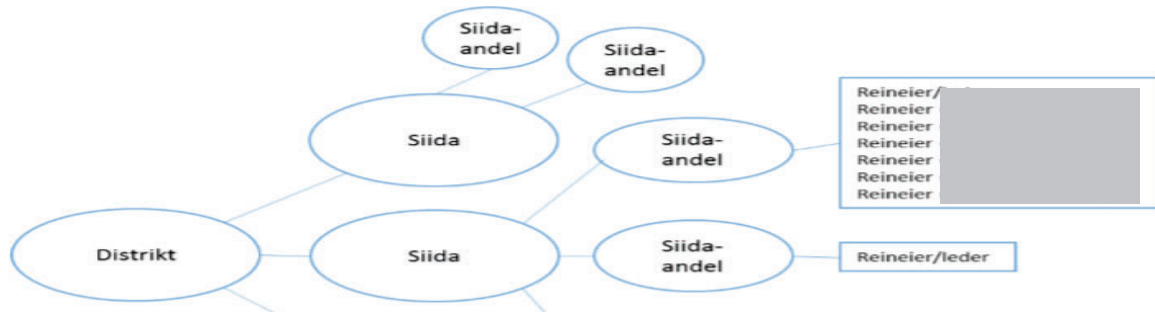 Siida-
andel
Siida-
andel
Siida
Siida-
andel
Reineier/
Reineier
Reineier
Reineier
Reineier
Reineier
Reineier
Distrikt
Siida
Siida-
andel
Reineier/leder